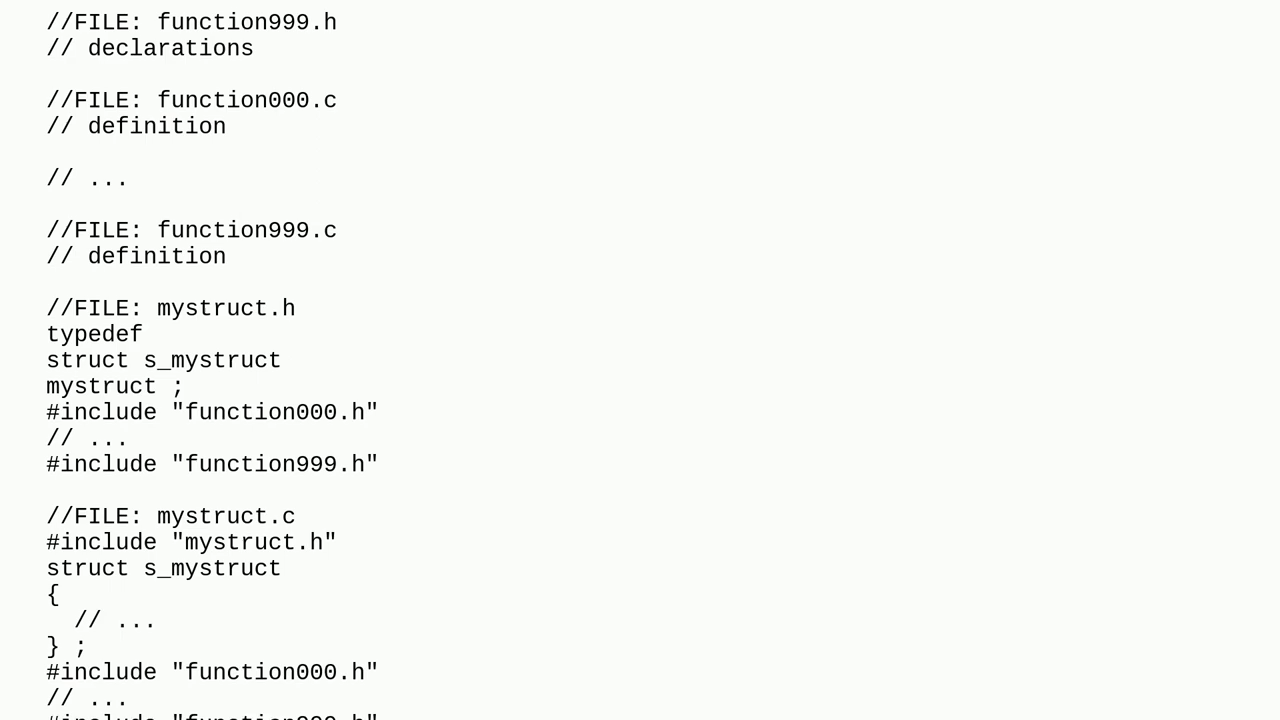 //FILE: function999.h
// declarations
//FILE: function000.c
// definition
// ...
//FILE: function999.c
// definition
//FILE: mystruct.h
typedef
struct s_mystruct
mystruct ;
#include "function000.h"
// ...
#include "function999.h"
//FILE: mystruct.c
#include "mystruct.h"
struct s_mystruct
{
  // ...
} ;
#include "function000.h"
// ...